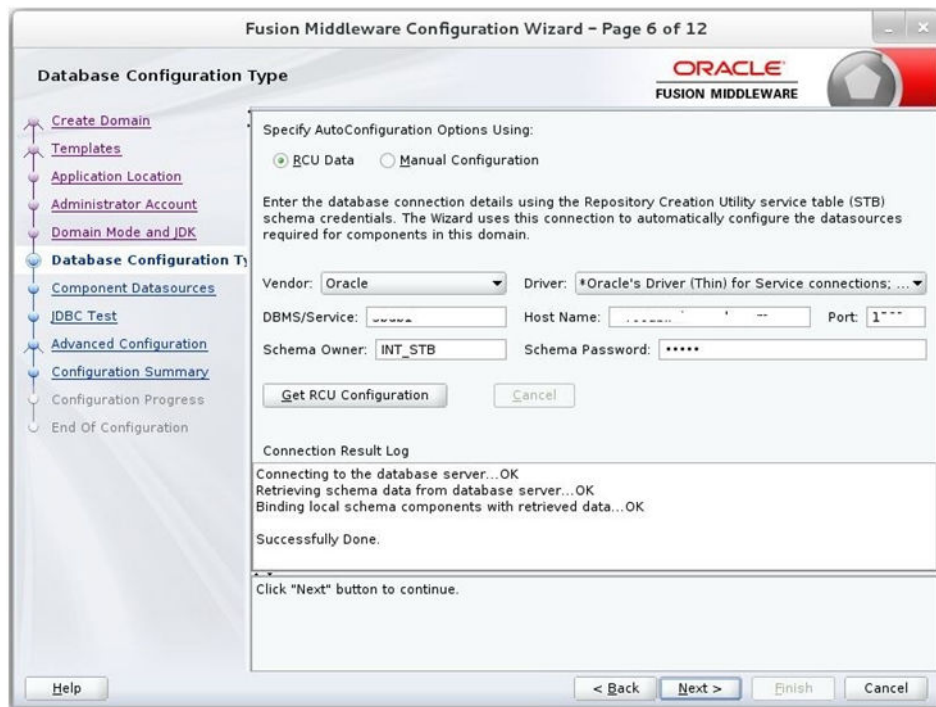 Fusion Middleware Configuration Wizard – Page 6 of 12
Database Configuration Type
ORACLE
FUSION MIDDLEWARE
Create Domain
Templates
Application Location
Administrator Account
Domain Mode and JDK
Database Configuration Ty
Component Datasources
JDBC Test
Advanced Configuration
Configuration Summary
Configuration Progress
End Of Configuration
Specify AutoConfiguration Options Using:
RCU Data Manual Configuration
Enter the database connection details using the Repository Creation Utility service table (STB)
schema credentials. The Wizard uses this connection to automatically configure the datasources
required for components in this domain.
Vendor: Oracle Driver: *Oracle's Driver (Thin) for Service connections; ...
DBMS/Service: Host Name: Port:
Schema Owner: INT_STB Schema Password: •••••
Get RCU Configuration Cancel
Connection Result Log
Connecting to the database server...OK
Retrieving schema data from database server...OK
Binding local schema components with retrieved data...OK
Successfully Done.
Click "Next" button to continue.
Help < Back Next > Finish Cancel